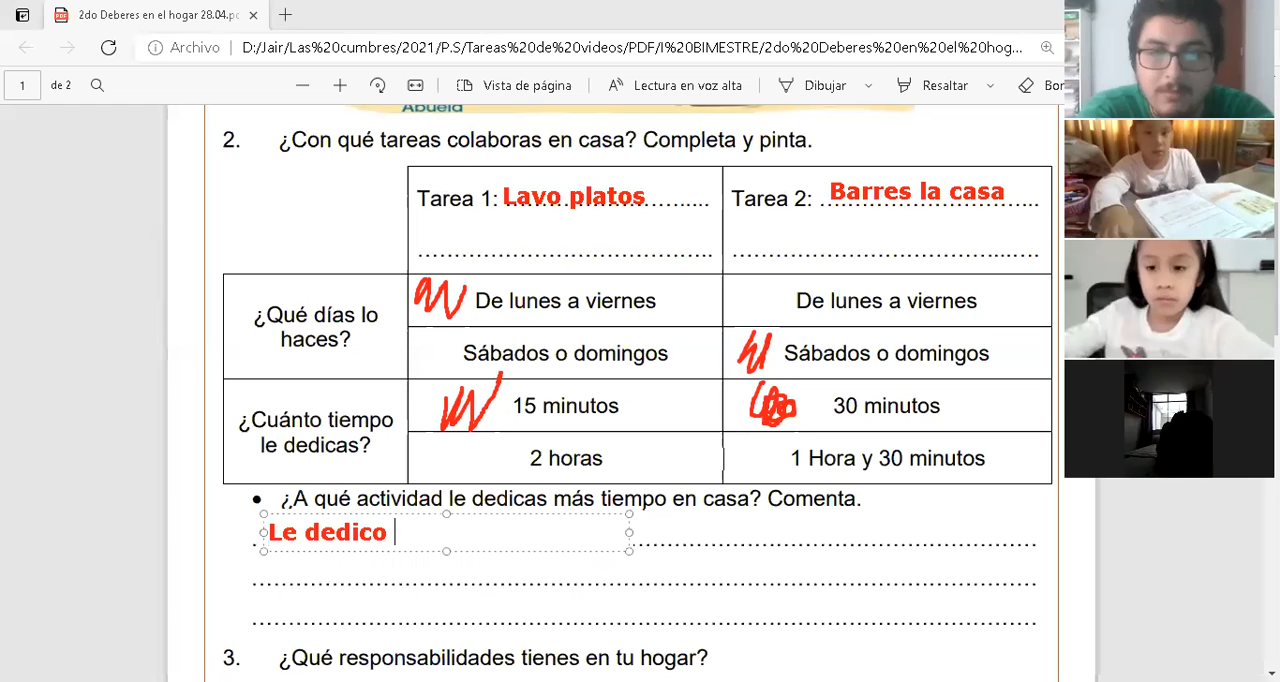 2do Deberes en el hogar 28.04.pc
Archivo D:/Jair/Las%20cumbres/2021/P.S/Tareas%20de%20videos/PDF/I%20BIMESTRE/2do%20Deberes%20en%20el%20hog...
1 de 2 Vista de página Lectura en voz alta Dibujar Resaltar Bor
Abuela
2. ¿Con qué tareas colaboras en casa? Completa y pinta.
Tarea 1: Lavo platos Tarea 2: Barres la casa
¿Qué días lo haces?
De lunes a viernes De lunes a viernes
Sábados o domingos Sábados o domingos
¿Cuánto tiempo le dedicas?
15 minutos 30 minutos
2 horas 1 Hora y 30 minutos
• ¿A qué actividad le dedicas más tiempo en casa? Comenta.
Le dedico
3. ¿Qué responsabilidades tienes en tu hogar?